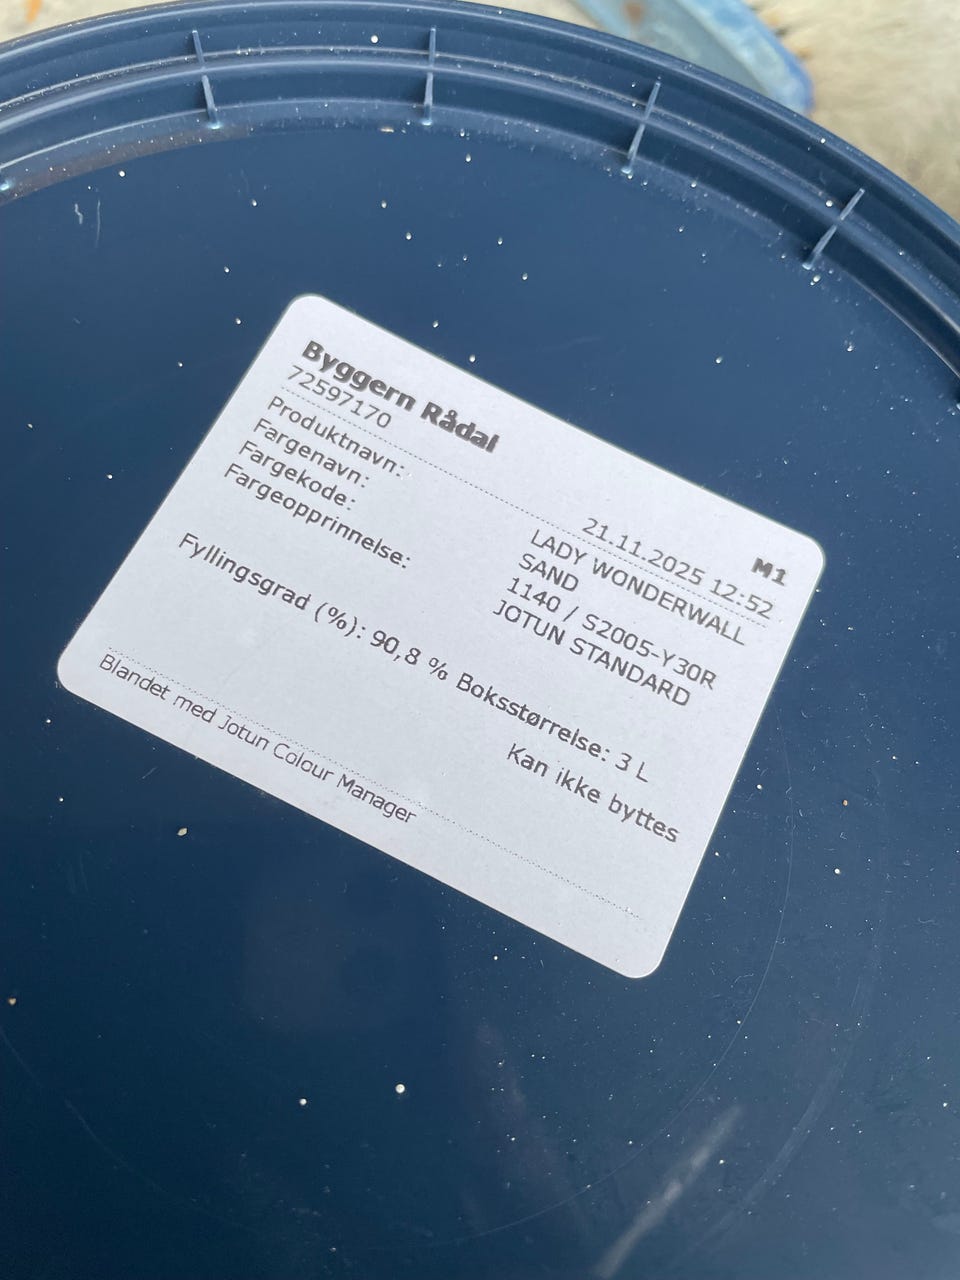 Byggern Rådal
72597170
21.11.2025 12:52
M1
Produktnavn: LADY WONDERWALL
Fargenavn: SAND
Fargekode: 1140 / S2005-Y30R
Fargeopprinnelse: JOTUN STANDARD
Fyllingsgrad (%): 90,8 % Boksstørrelse: 3 L
Kan ikke byttes
Blandet med Jotun Colour Manager